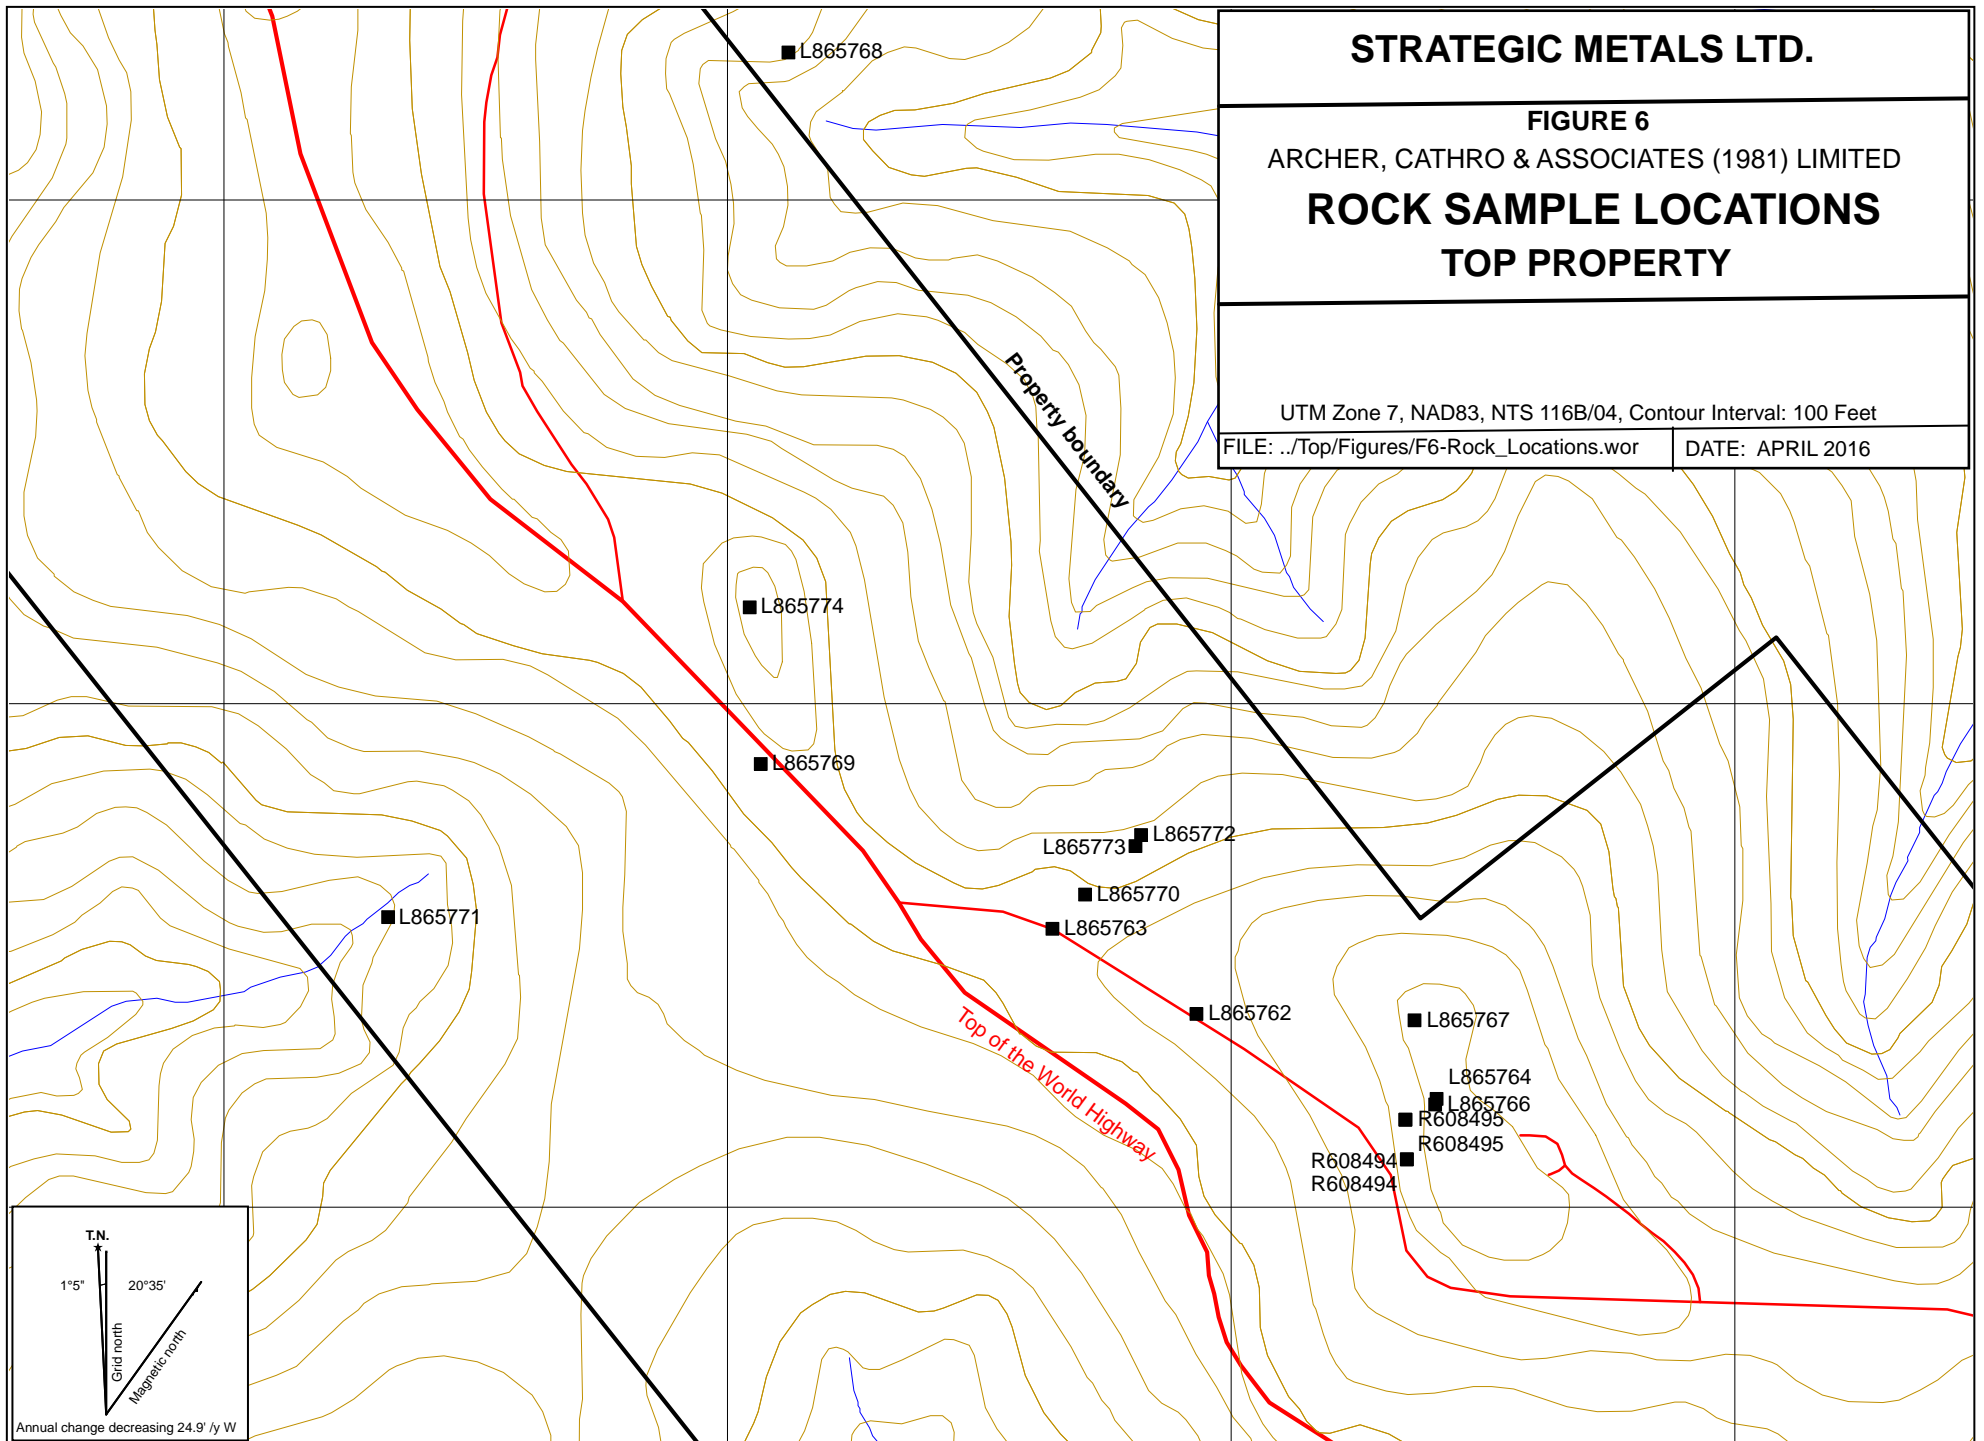 STRATEGIC METALS LTD.
FIGURE 6
ARCHER, CATHRO & ASSOCIATES (1981) LIMITED
ROCK SAMPLE LOCATIONS
TOP PROPERTY
UTM Zone 7, NAD83, NTS 116B/04, Contour Interval: 100 Feet
FILE: ../Top/Figures/F6-Rock_Locations.wor
DATE: APRIL 2016
L865768
Property boundary
L865774
L865769
L865772
L865773
L865770
L865771
L865763
L865762
L865767
Top of the World Highway
L865764
L865766
R608495
R608495
R608494
R608494
T.N.
1°5"
20°35'
Grid north
Magnetic north
Annual change decreasing 24.9' /y W